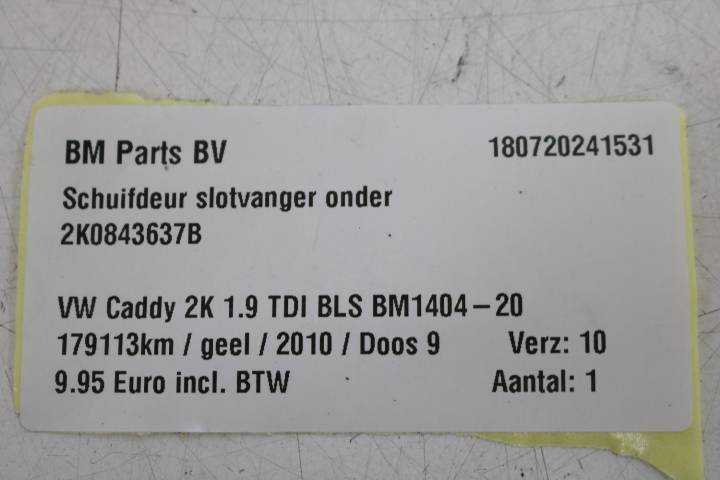 BM Parts BV 180720241531
Schuifdeur slotvanger onder
2K0843637B
VW Caddy 2K 1.9 TDI BLS BM1404-20
179113km / geel / 2010 / Doos 9 Verz: 10
9.95 Euro incl. BTW Aantal: 1